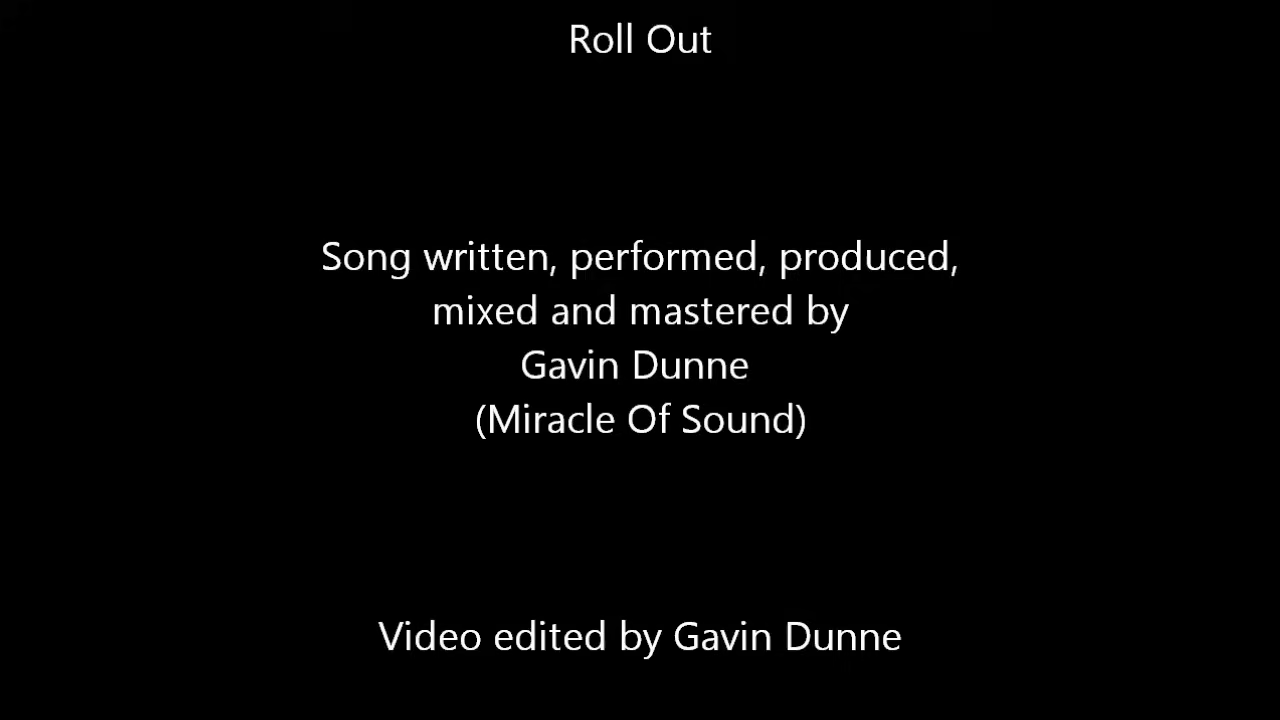 Roll Out
Song written, performed, produced,
mixed and mastered by
Gavin Dunne
(Miracle Of Sound)
Video edited by Gavin Dunne